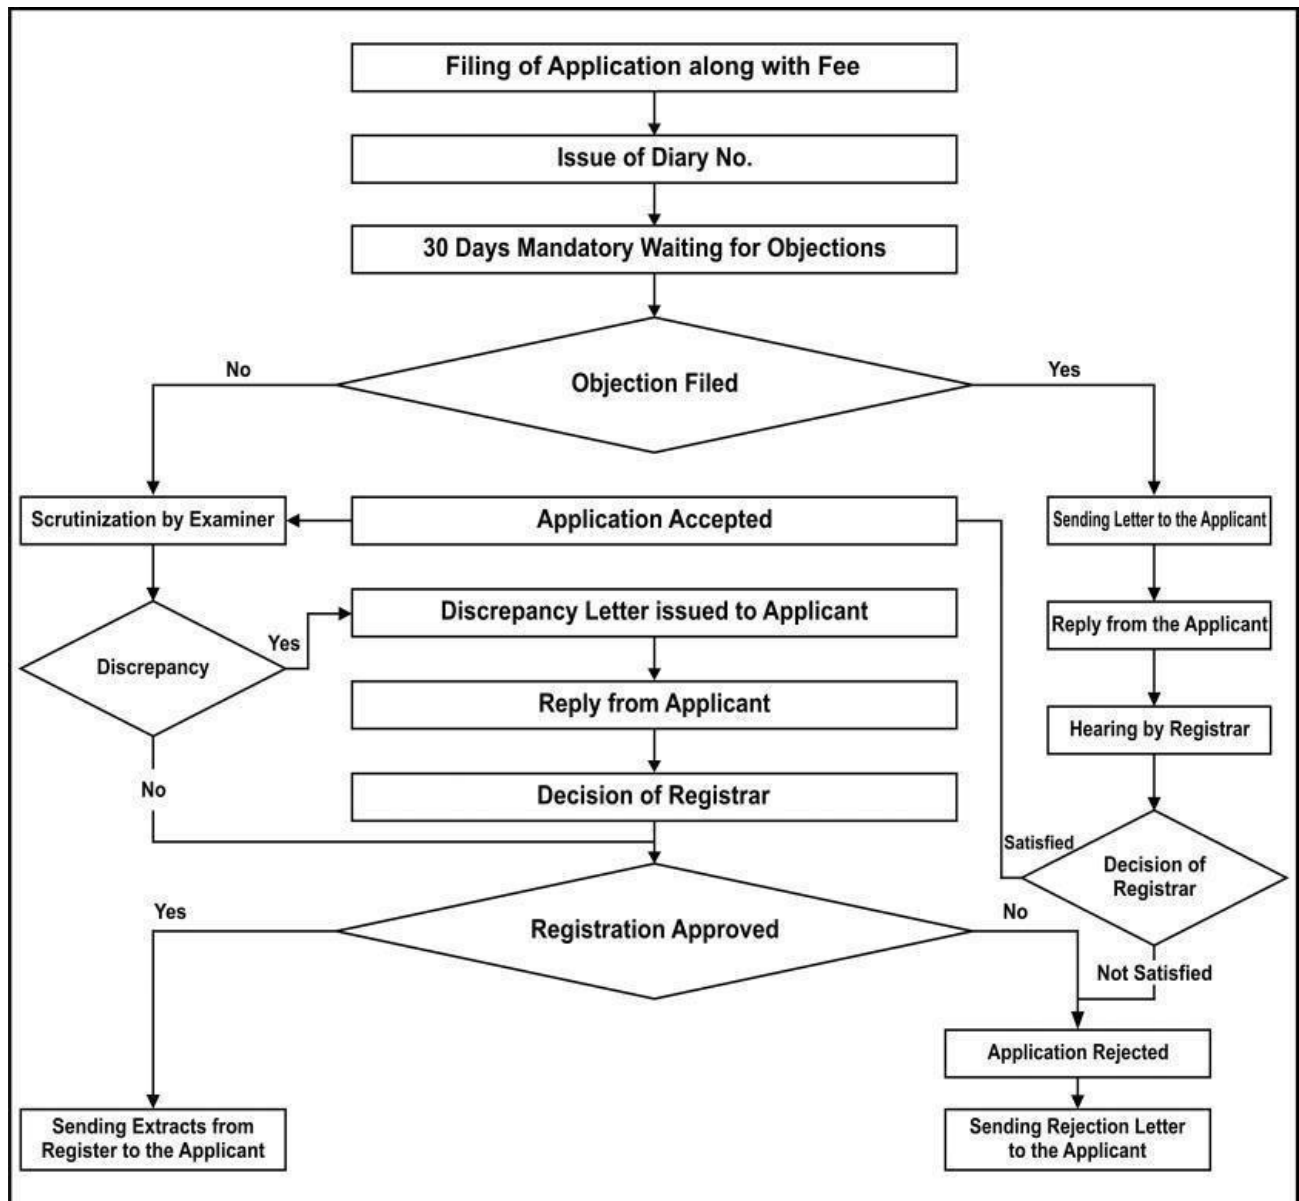 Filing of Application along with Fee
Issue of Diary No.
30 Days Mandatory Waiting for Objections
No
Yes
Objection Filed
Scrutinization by Examiner
Application Accepted
Sending Letter to the Applicant
Discrepancy Letter issued to Applicant
Reply from the Applicant
Yes
Discrepancy
Reply from Applicant
Hearing by Registrar
No
Decision of Registrar
Satisfied
Decision of
Registrar
Yes
No
Registration Approved
Not Satisfied
Application Rejected
Sending Extracts from
Register to the Applicant
Sending Rejection Letter
to the Applicant